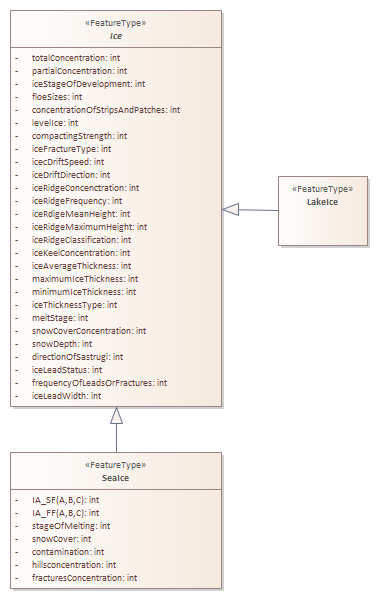 «FeatureType»
Ice
- totalConcentration: int
- partialConcentration: int
- iceStageOfDevelopment: int
- floeSizes: int
- concentrationOfStripsAndPatches: int
- levelIce: int
- compactingStrength: int
- iceFractureType: int
- icecDriftSpeed: int
- iceDriftDirection: int
- iceRidgeConcenctration: int
- iceRidgeFrequency: int
- iceRdigeMeanHeight: int
- iceRidgeMaximumHeight: int
- iceRidgeClassification: int
- iceKeelConcentration: int
- iceAverageThickness: int
- maximumIceThickness: int
- minimumIceThickness: int
- iceThicknessType: int
- meltStage: int
- snowCoverConcentration: int
- snowDepth: int
- directionOfSastrugi: int
- iceLeadStatus: int
- frequencyOfLeadsOrFractures: int
- iceLeadWidth: int
«FeatureType»
LakeIce
«FeatureType»
SeaIce
- IA_SF(A,B,C): int
- IA_FF(A,B,C): int
- stageOfMelting: int
- snowCover: int
- contamination: int
- hillsconcentration: int
- fracturesConcentration: int